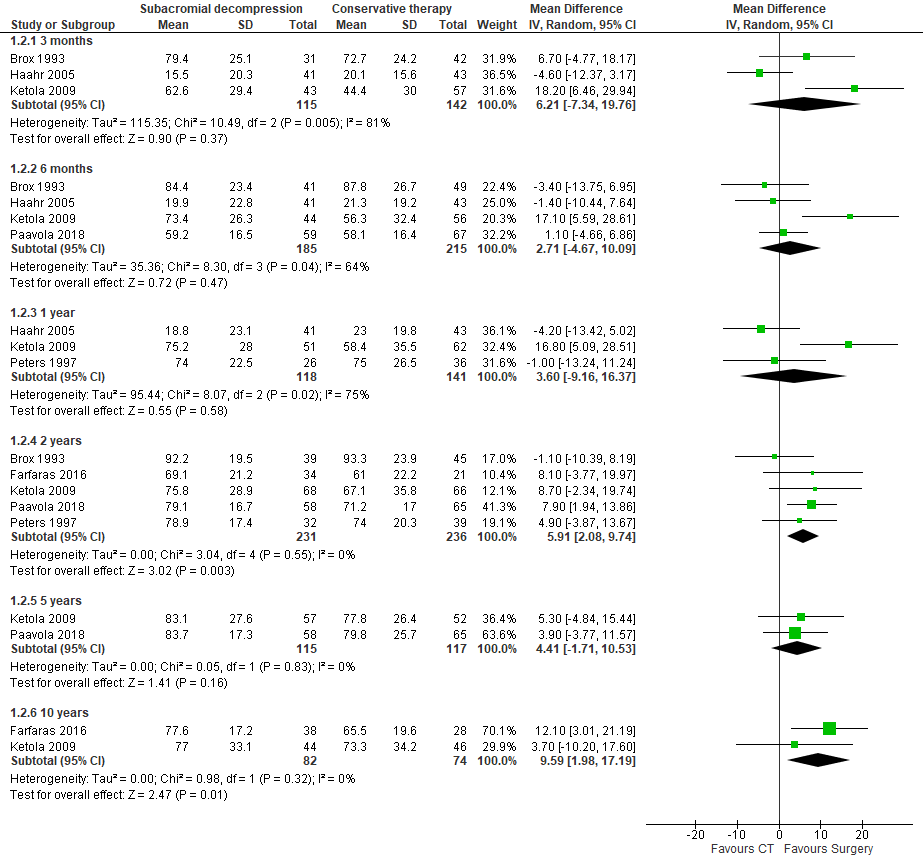 Subacromial decompression Conservative therapy Mean Difference Mean Difference
Study or Subgroup Mean SD Total Mean SD Total Weight IV, Random, 95% CI IV, Random, 95% CI
1.2.1 3 months
Brox 1993 79.4 25.1 31 72.7 24.2 42 31.9% 6.70 [-4.77, 18.17]
Haahr 2005 15.5 20.3 41 20.1 15.6 43 36.5% -4.60 [-12.37, 3.17]
Ketola 2009 62.6 29.4 43 44.4 30 57 31.6% 18.20 [6.46, 29.94]
Subtotal (95% CI) 115 142 100.0% 6.21 [-7.34, 19.76]
Heterogeneity: Tau² = 115.35; Chi² = 10.49, df = 2 (P = 0.005); I² = 81%
Test for overall effect: Z = 0.90 (P = 0.37)
1.2.2 6 months
Brox 1993 84.4 23.4 41 87.8 26.7 49 22.4% -3.40 [-13.75, 6.95]
Haahr 2005 19.9 22.8 41 21.3 19.2 43 25.0% -1.40 [-10.44, 7.64]
Ketola 2009 73.4 26.3 44 56.3 32.4 56 20.4% 17.10 [5.59, 28.61]
Paavola 2018 59.2 16.5 59 58.1 16.4 67 32.2% 1.10 [-4.66, 6.86]
Subtotal (95% CI) 185 215 100.0% 2.71 [-4.67, 10.09]
Heterogeneity: Tau² = 35.36; Chi² = 8.30, df = 3 (P = 0.04); I² = 64%
Test for overall effect: Z = 0.72 (P = 0.47)
1.2.3 1 year
Haahr 2005 18.8 23.1 41 23 19.8 43 36.1% -4.20 [-13.42, 5.02]
Ketola 2009 75.2 28 51 58.4 35.5 62 32.2% 16.80 [5.09, 28.51]
Peters 1997 74 22.5 26 75 26.5 36 31.6% -1.00 [-13.24, 11.24]
Subtotal (95% CI) 118 141 100.0% 3.60 [-9.16, 16.37]
Heterogeneity: Tau² = 95.44; Chi² = 8.07, df = 2 (P = 0.02); I² = 75%
Test for overall effect: Z = 0.55 (P = 0.58)
1.2.4 2 years
Brox 1993 92.2 19.5 39 93.3 23.9 45 17.0% -1.10 [-10.39, 8.19]
Farfaras 2016 69.1 21.2 34 61 22.2 21 10.4% 8.10 [-3.77, 19.97]
Ketola 2009 75.8 28.9 68 67.1 35.8 66 12.1% 8.70 [-2.34, 19.74]
Paavola 2018 79.1 16.7 58 71.2 17 65 41.3% 7.90 [1.94, 13.86]
Peters 1997 78.9 17.4 32 74 20.3 39 19.1% 4.90 [-3.87, 13.67]
Subtotal (95% CI) 231 236 100.0% 5.91 [2.08, 9.74]
Heterogeneity: Tau² = 0.00; Chi² = 3.04, df = 4 (P = 0.55); I² = 0%
Test for overall effect: Z = 3.02 (P = 0.003)
1.2.5 5 years
Ketola 2009 83.1 27.6 57 77.8 26.4 52 36.4% 5.30 [-4.84, 15.44]
Paavola 2018 83.7 17.3 58 79.8 25.7 65 63.6% 3.90 [-3.77, 11.57]
Subtotal (95% CI) 115 117 100.0% 4.41 [-1.71, 10.53]
Heterogeneity: Tau² = 0.00; Chi² = 0.05, df = 1 (P = 0.83); I² = 0%
Test for overall effect: Z = 1.41 (P = 0.16)
1.2.6 10 years
Farfaras 2016 77.6 17.2 38 65.5 19.6 28 70.1% 12.10 [3.01, 21.19]
Ketola 2009 77 33.1 44 73.3 34.2 46 29.9% 3.70 [-10.20, 17.60]
Subtotal (95% CI) 82 74 100.0% 9.59 [1.98, 17.19]
Heterogeneity: Tau² = 0.00; Chi² = 0.98, df = 1 (P = 0.32); I² = 0%
Test for overall effect: Z = 2.47 (P = 0.01)
-20 -10 0 10 20
Favours CT Favours Surgery